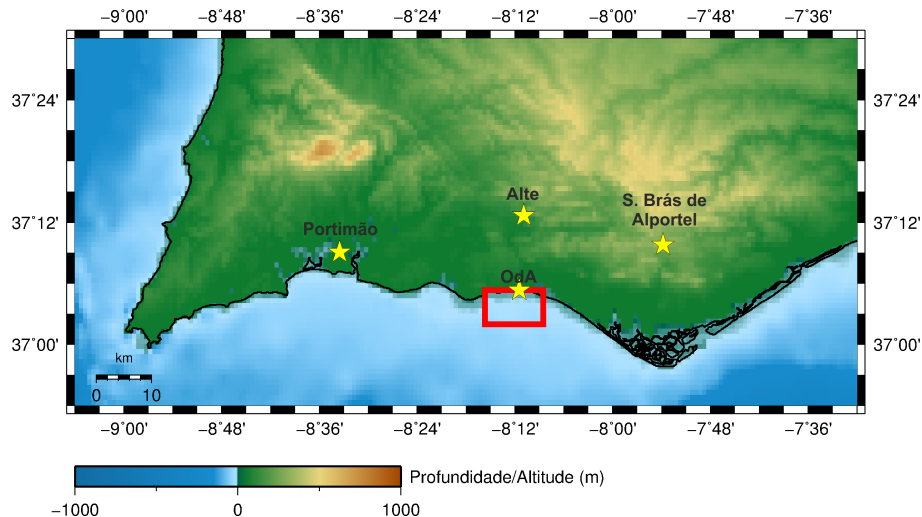 −9°00' −8°48' −8°36' −8°24' −8°12' −8°00' −7°48' −7°36'
37°24' 37°24'
Alte
S. Brás de
Alportel
37°12' 37°12'
Portimão
OdA
37°00' 37°00'
km
0 10
−9°00' −8°48' −8°36' −8°24' −8°12' −8°00' −7°48' −7°36'
Profundidade/Altitude (m)
−1000 0 1000